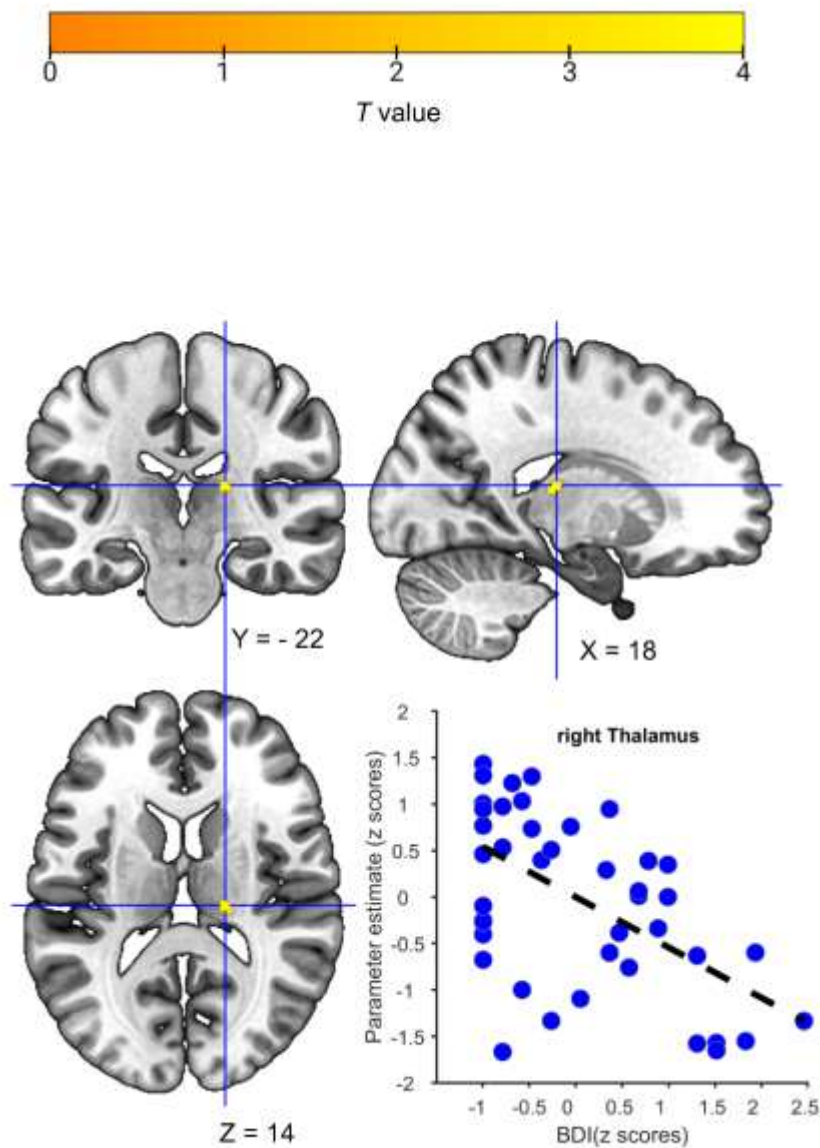 0 1 2 3 4
T value
Y = - 22
X = 18
Z = 14
right Thalamus
Parameter estimate (z scores)
2
1.5
1
0.5
0
-0.5
-1
-1.5
-2
-1 -0.5 0 0.5 1 1.5 2 2.5
BDI(z scores)